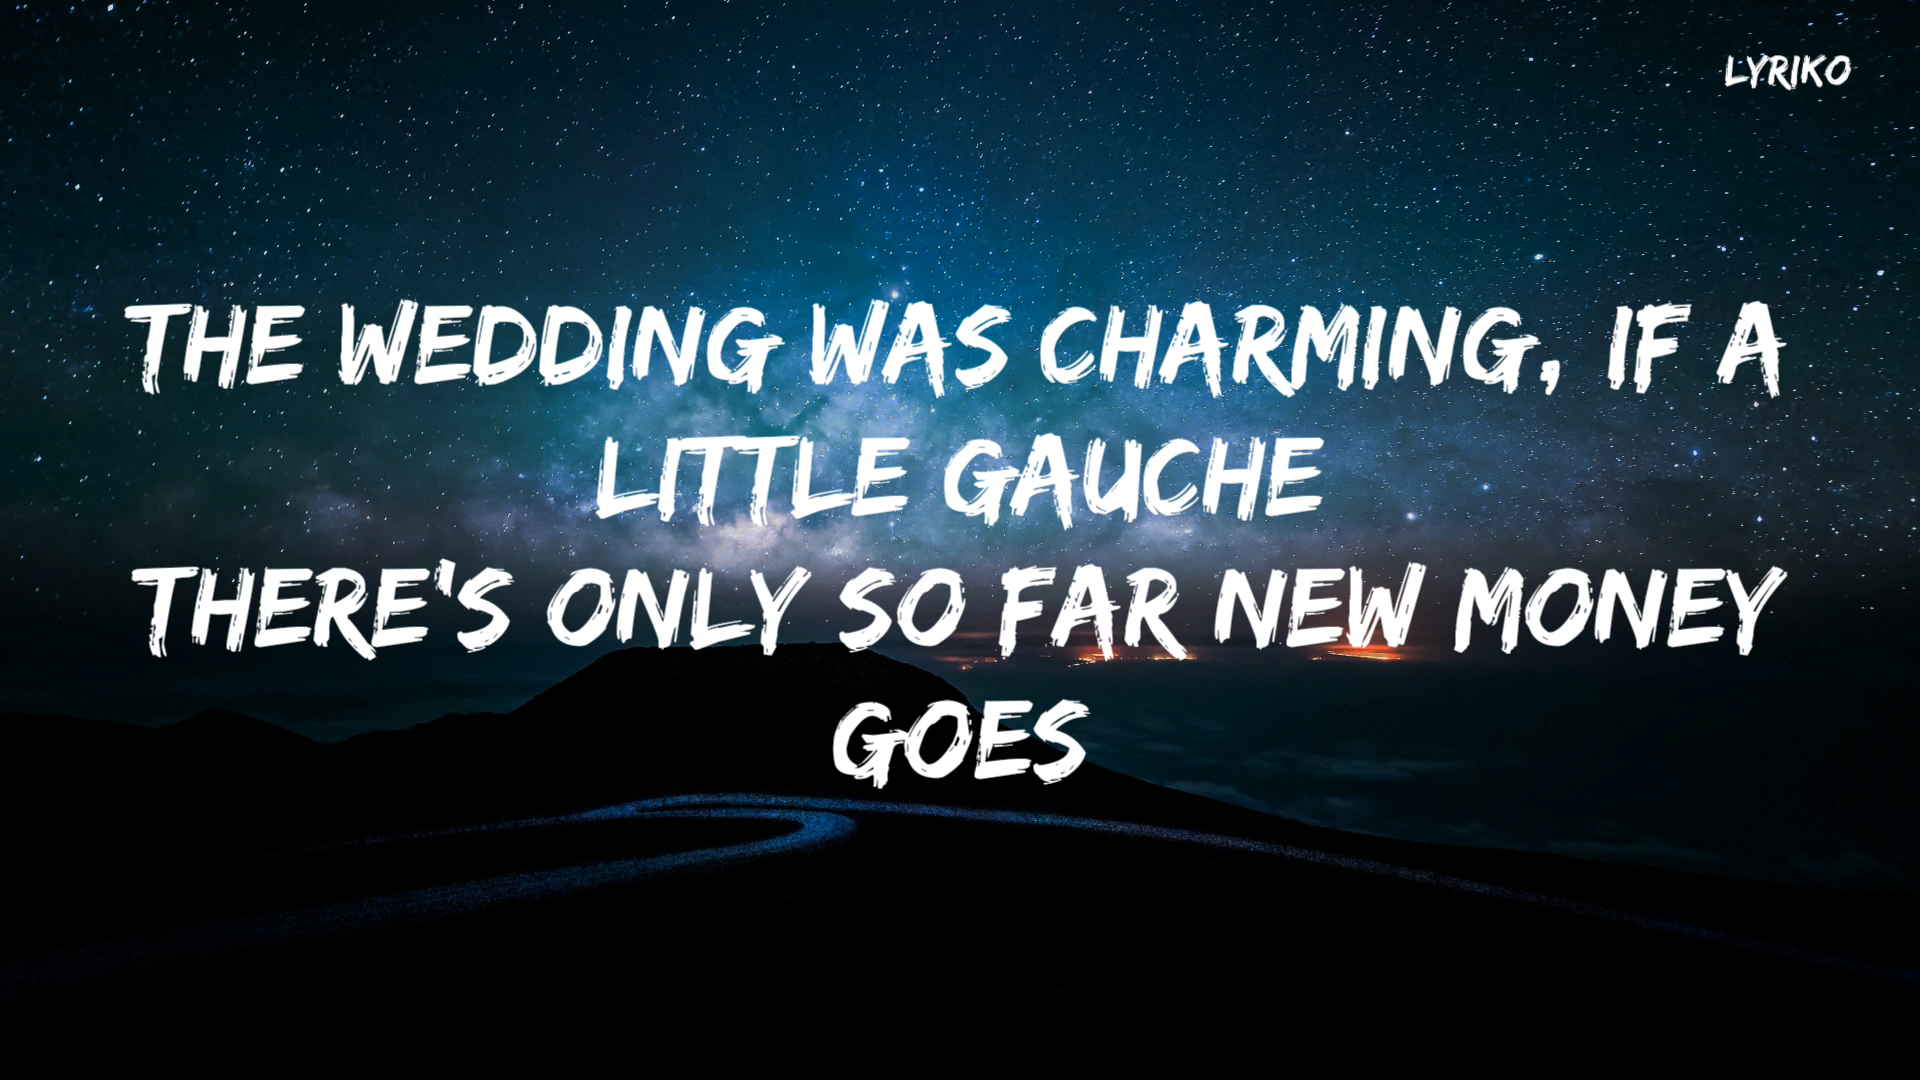 LYRIKO
THE WEDDING WAS CHARMING, IF A
LITTLE GAUCHE
THERE'S ONLY SO FAR NEW MONEY
GOES